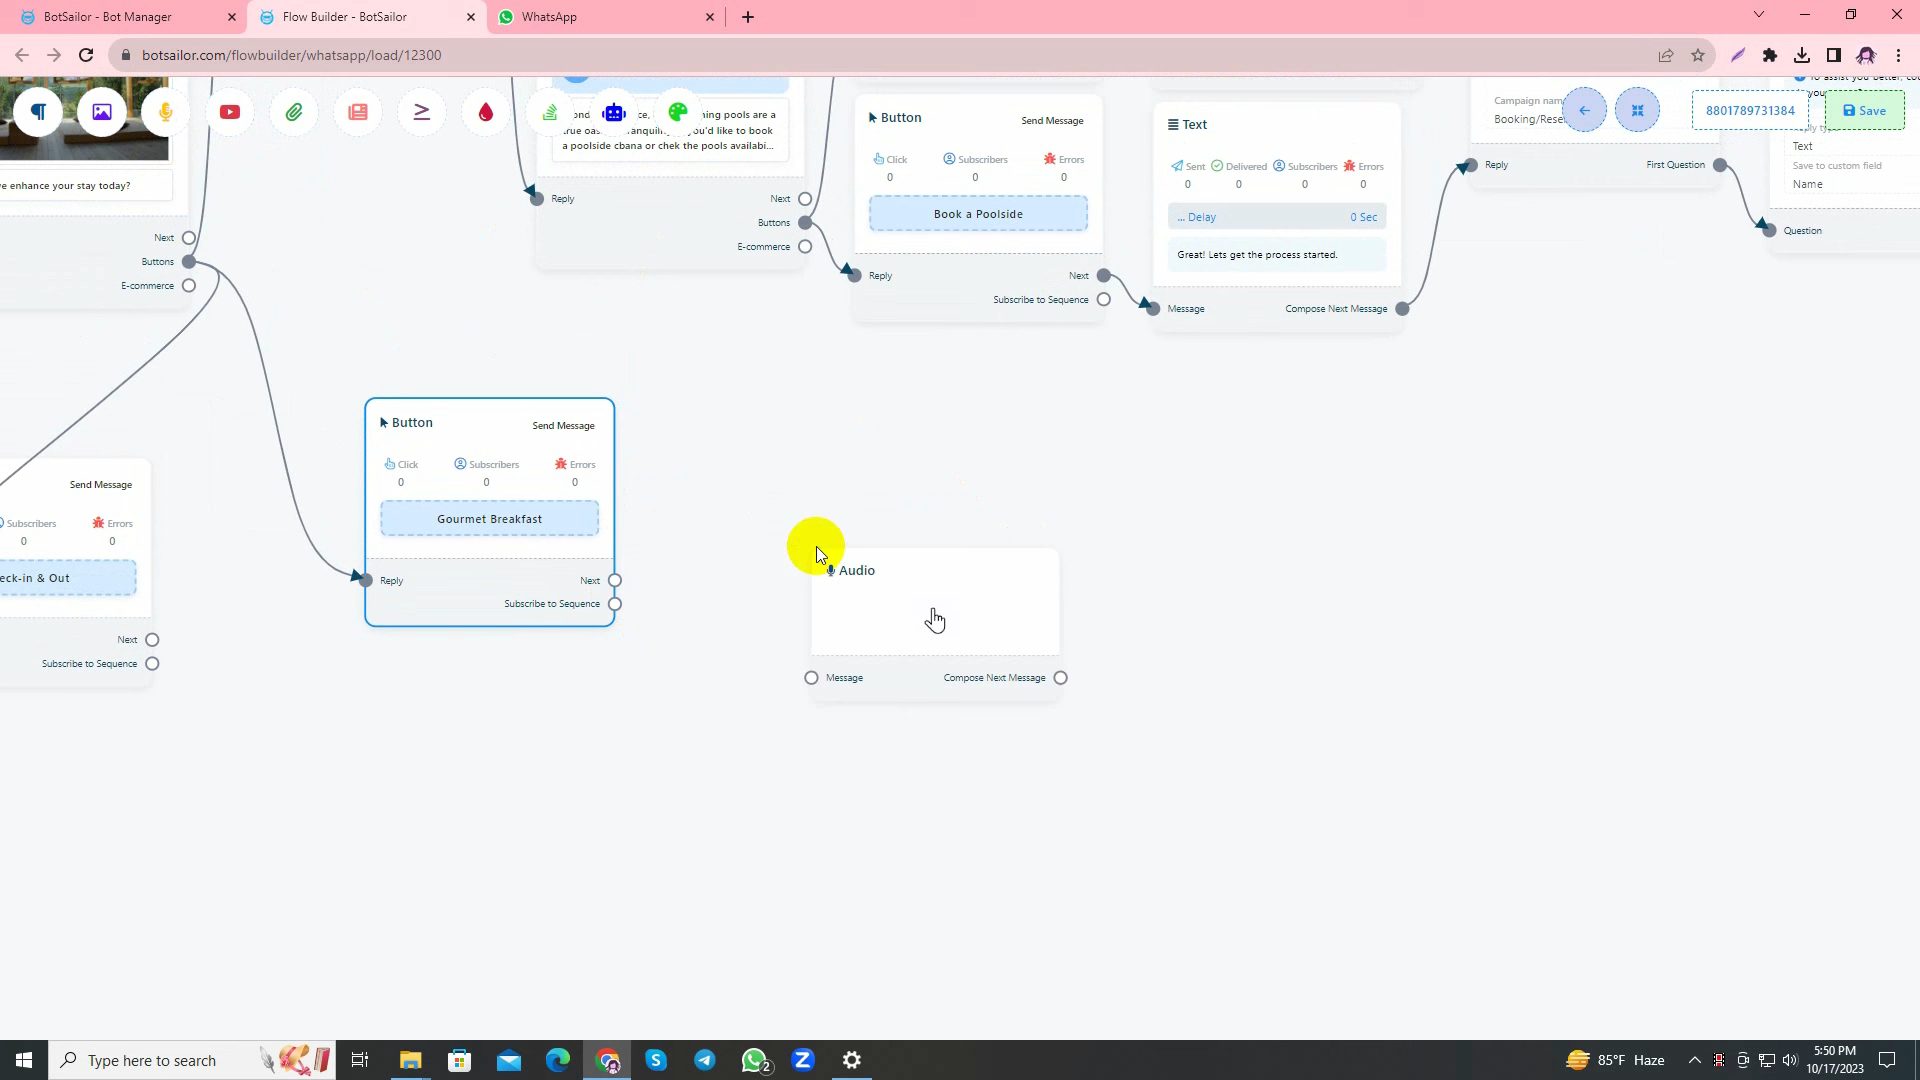 BotSailor - Bot Manager
Flow Builder - BotSailor
WhatsApp
botsailor.com/flowbuilder/whatsapp/load/12300
8801789731384
Save
ve enhance your stay today?
Next
Buttons
E-commerce
true oas
a poolside cbana or chek the pools availabi...
Reply
Next
Buttons
E-commerce
Button
Send Message
Click
Subscribers
Errors
0
0
0
Book a Poolside
Reply
Next
Subscribe to Sequence
Text
Sent
Delivered
Subscribers
Errors
0
0
0
0
... Delay
0 Sec
Great! Lets get the process started.
Message
Compose Next Message
Campaign nam
Booking/Rese
Reply
First Question
Text
Save to custom field
Name
Question
Button
Send Message
Click
Subscribers
Errors
0
0
0
Gourmet Breakfast
Reply
Next
Subscribe to Sequence
Send Message
Subscribers
Errors
0
0
eck-in & Out
Next
Subscribe to Sequence
Audio
Message
Compose Next Message
Type here to search
2
85°F Haze
5:50 PM
10/17/2023